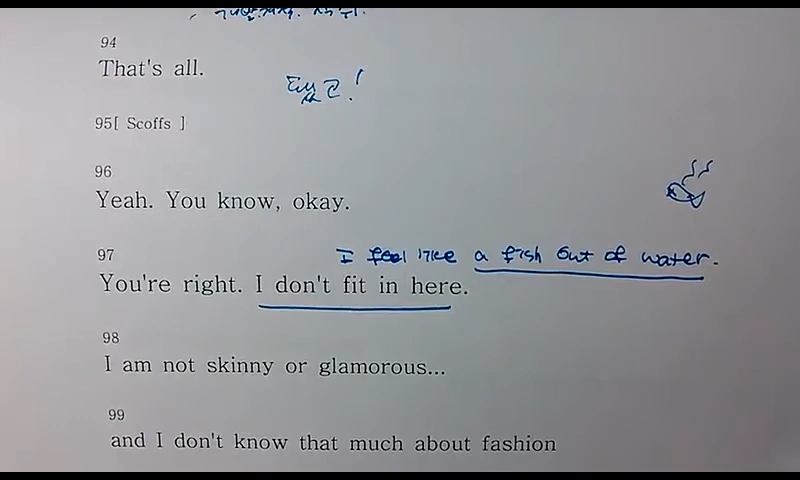 94
That's all.
95[ Scoffs ]
96
Yeah. You know, okay.
97
I feel like a fish out of water.
You're right. I don't fit in here.
98
I am not skinny or glamorous...
99
and I don't know that much about fashion